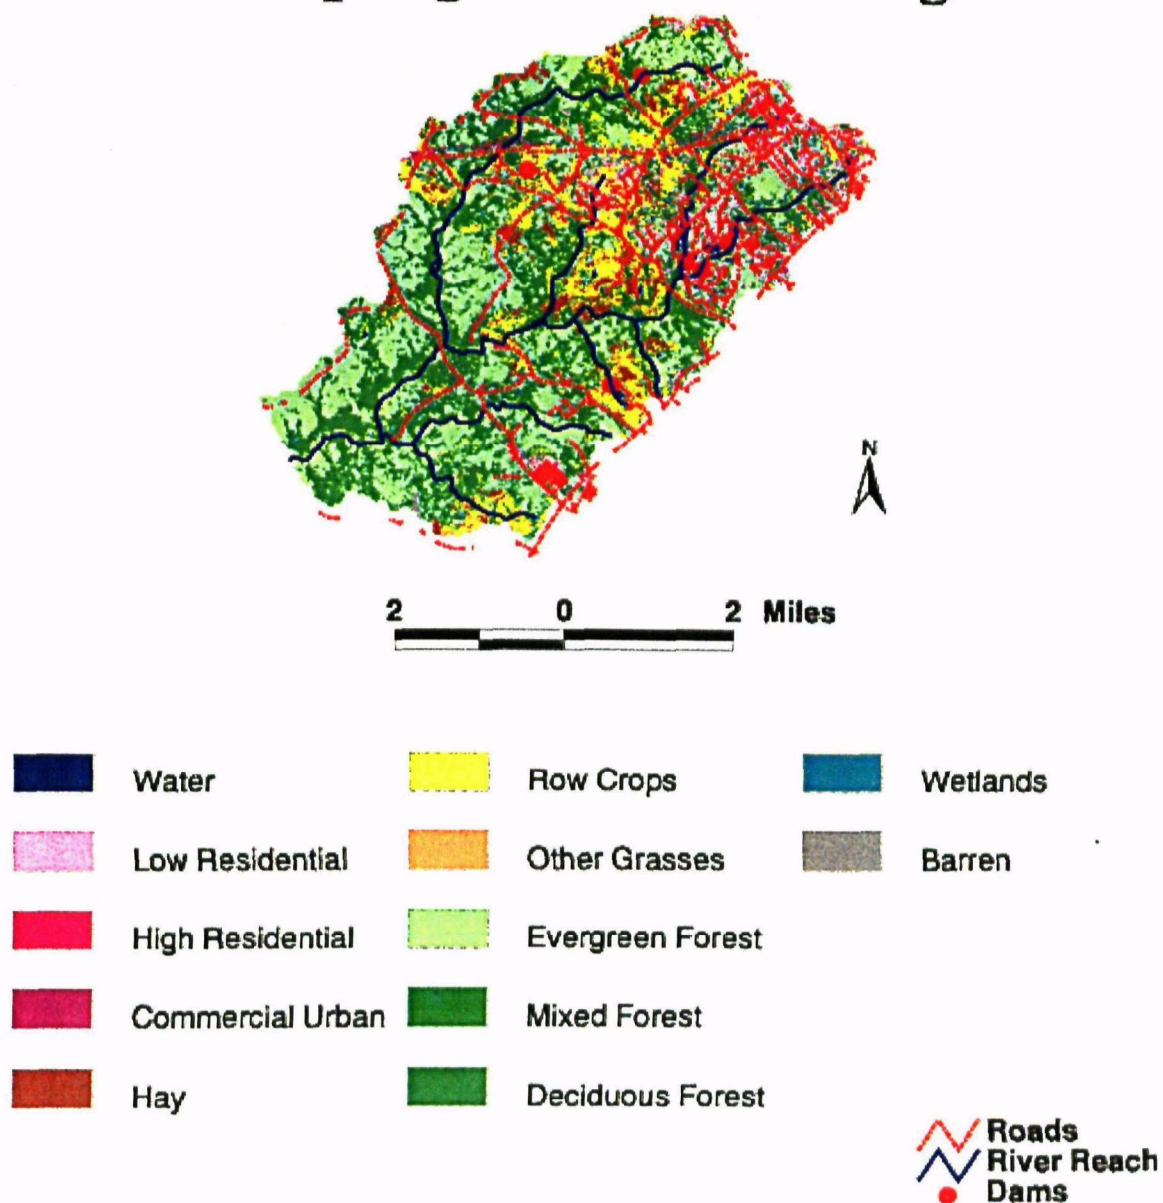 N
2 0 2 Miles
Water
Row Crops
Wetlands
Low Residential
Other Grasses
Barren
High Residential
Evergreen Forest
Commercial Urban
Mixed Forest
Hay
Deciduous Forest
Roads
River Reach
Dams